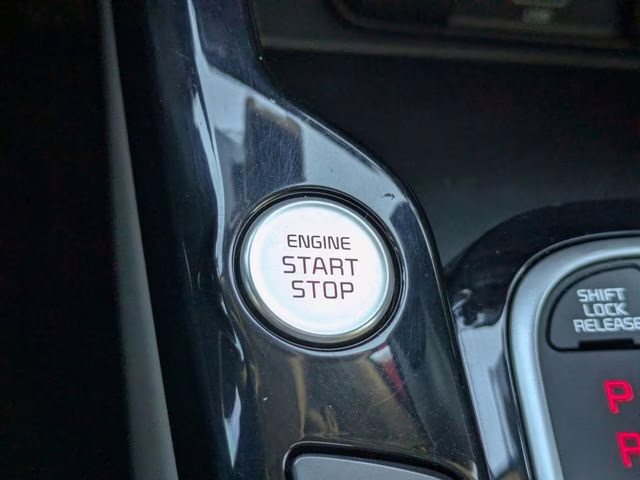 ENGINE
START
STOP
SHIFT
LOCK
RELEASE
P